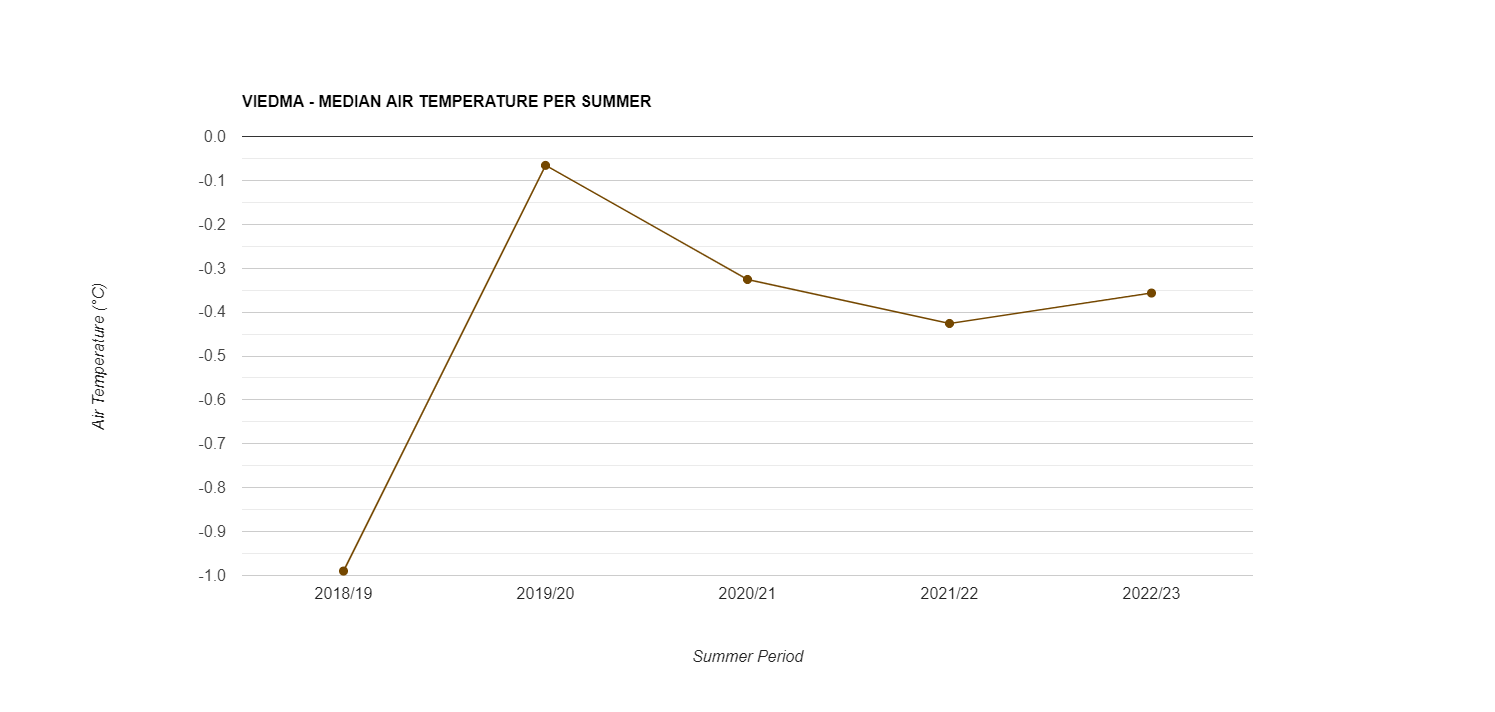 VIEDMA - MEDIAN AIR TEMPERATURE PER SUMMER
0.0
-0.1
-0.2
-0.3
-0.4
-0.5
-0.6
-0.7
-0.8
-0.9
-1.0
Air Temperature (°C)
2018/19 2019/20 2020/21 2021/22 2022/23
Summer Period